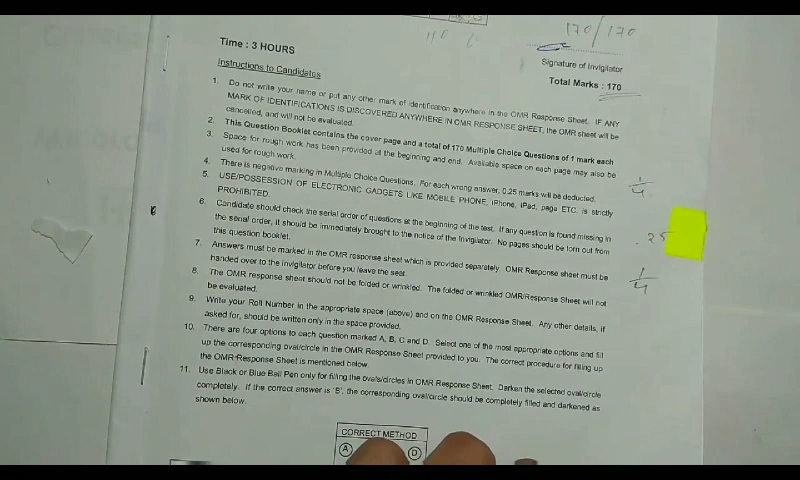 170/170
Time : 3 HOURS
Signature of Invigilator
Instructions to Candidates
Total Marks : 170
1. Do not write your name or put any other mark of identification anywhere in the OMR Response Sheet. IF ANY
MARK OF IDENTIFICATIONS IS DISCOVERED ANYWHERE IN OMR RESPONSE SHEET, the OMR sheet will be
cancelled, and will not be evaluated.
2. This Question Booklet contains the cover page and a total of 170 Multiple Choice Questions of 1 mark each
3. Space for rough work has been provided at the beginning and end. Available space on each page may also be
used for rough work.
4. There is negative marking in Multiple Choice Questions. For each wrong answer, 0.25 marks will be deducted.
1/4
5. USE/POSSESSION OF ELECTRONIC GADGETS LIKE MOBILE PHONE, iPhone, iPad, page ETC. is strictly
PROHIBITED.
6. Candidate should check the serial order of questions at the beginning of the test. If any question is found missing in
the serial order, it should be immediately brought to the notice of the Invigilator. No pages should be torn out from
this question booklet.
.25
7. Answers must be marked in the OMR response sheet which is provided separately. OMR Response sheet must be
handed over to the invigilator before you leave the seat.
1/4
8. The OMR response sheet should not be folded or wrinkled. The folded or wrinkled OMR/Response Sheet will not
be evaluated.
9. Write your Roll Number in the appropriate space (above) and on the OMR Response Sheet. Any other details, if
asked for, should be written only in the space provided.
10. There are four options to each question marked A, B, C and D. Select one of the most appropriate options and fill
up the corresponding oval/circle in the OMR Response Sheet provided to you. The correct procedure for filling up
the OMR Response Sheet is mentioned below.
11. Use Black or Blue Ball Pen only for filling the ovals/circles in OMR Response Sheet. Darken the selected oval/circle
completely. If the correct answer is 'B', the corresponding oval/circle should be completely filled and darkened as
shown below.
CORRECT METHOD
A D